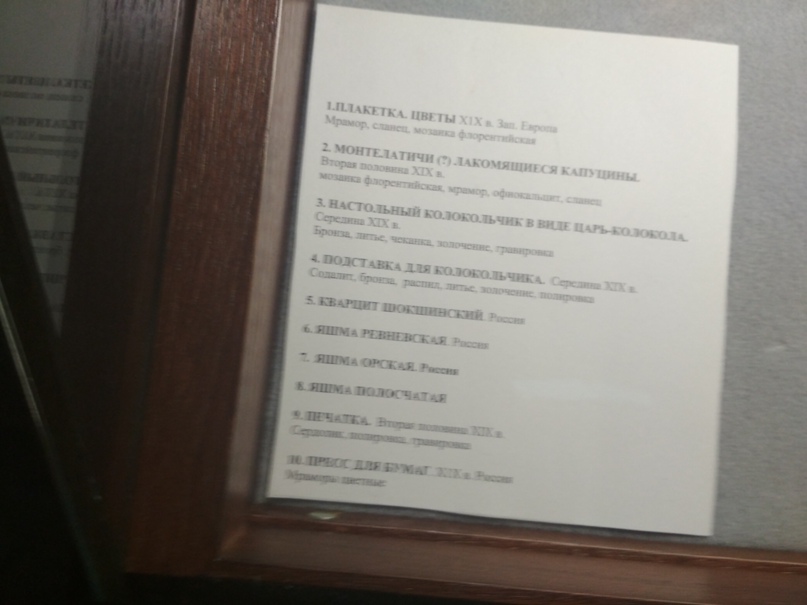 1.ПЛАКЕТКА. ЦВЕТЫ X1X в. Зап. Европа
Мрамор, сланец, мозаика флорентийская
2. МОНТЕЛАТИЧИ (?) ЛАКОМЯЩИЕСЯ КАПУЦИНЫ.
Вторая половина XIX в.
мозаика флорентийская, мрамор, офиокальцит, сланец
3. НАСТОЛЬНЫЙ КОЛОКОЛЬЧИК В ВИДЕ ЦАРЬ-КОЛОКОЛА.
Середина XIX в.
Бронза, литье, чеканка, золочение, гравировка
4. ПОДСТАВКА ДЛЯ КОЛОКОЛЬЧИКА. Середина XIX в.
Содалит, бронза, распил, литье, золочение, полировка
5. КВАРЦИТ ШОКШИНСКИЙ. Россия
6. ЯШМА РЕВНЕВСКАЯ. Россия
7. ЯШМА ОРСКАЯ. Россия
8. ЯШМА ПОЛОСЧАТАЯ
9. ПЕЧАТКА. Вторая половина XIX в.
Сердолик, полировка, гравировка
10. ПРЕСС ДЛЯ БУМАГ. X1X в. Россия
Мраморы цветные